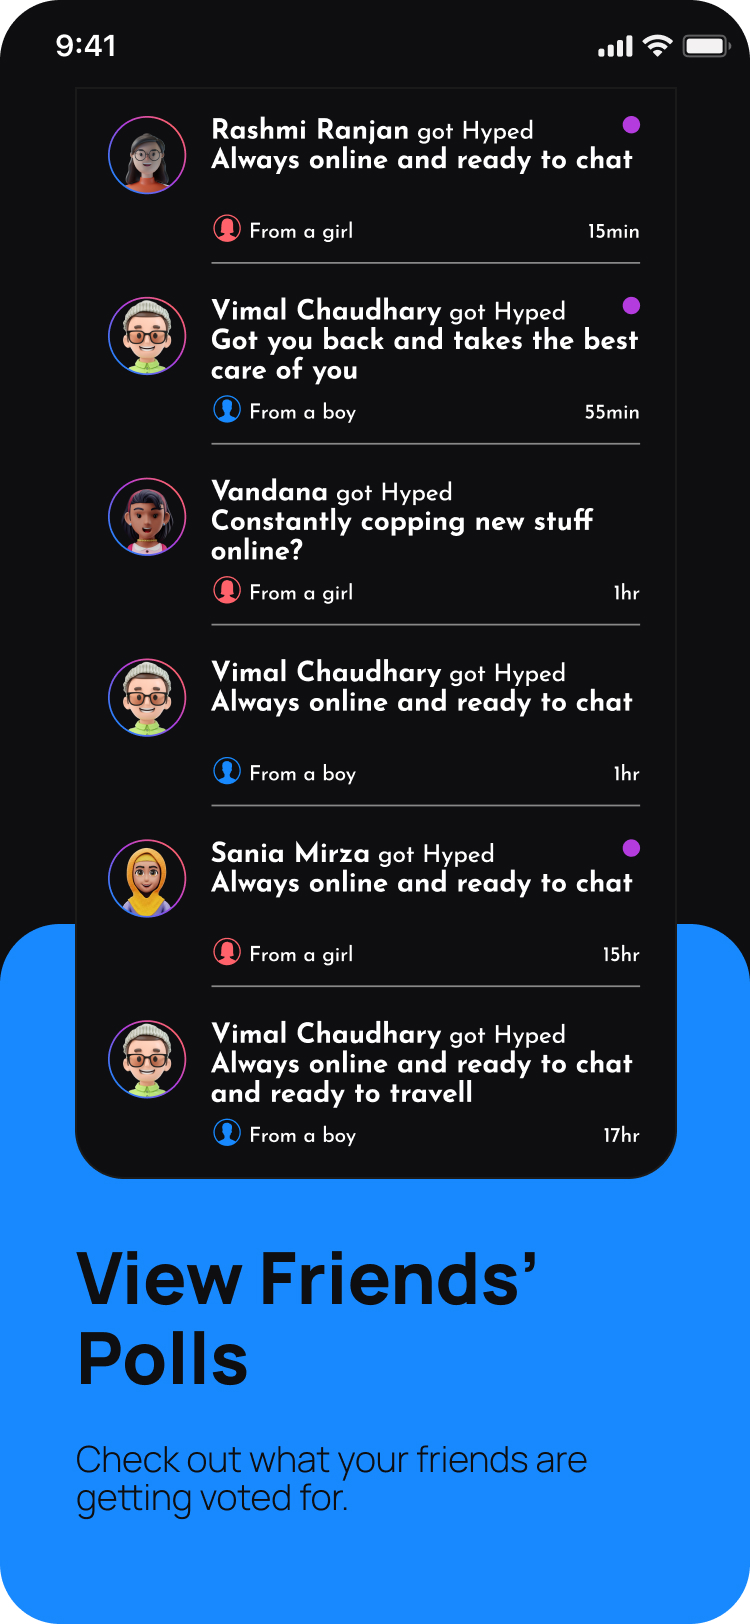 9:41
Rashmi Ranjan got Hyped
Always online and ready to chat
From a girl 15min
Vimal Chaudhary got Hyped
Got you back and takes the best
care of you
From a boy 55min
Vandana got Hyped
Constantly copping new stuff
online?
From a girl 1hr
Vimal Chaudhary got Hyped
Always online and ready to chat
From a boy 1hr
Sania Mirza got Hyped
Always online and ready to chat
From a girl 15hr
Vimal Chaudhary got Hyped
Always online and ready to chat
and ready to travell
From a boy 17hr
View Friends’
Polls
Check out what your friends are
getting voted for.